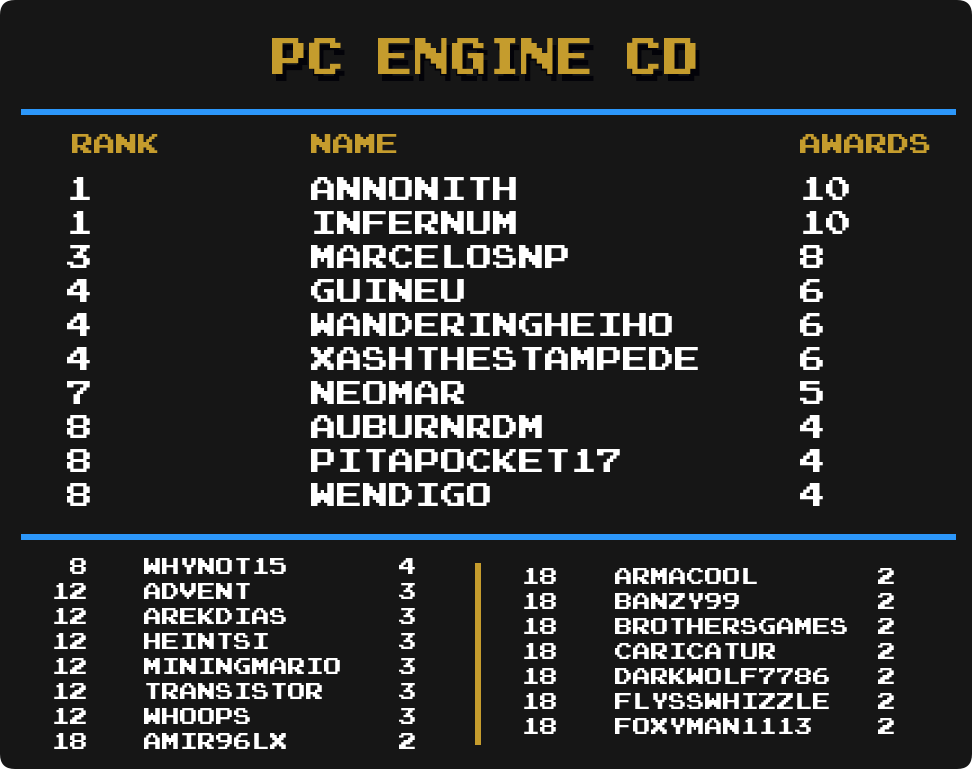 PC ENGINE CD
RANK NAME AWARDS
1 ANNONITH 10
1 INFERNUM 10
3 MARCELOSNP 8
4 GUINEU 6
4 WANDERINGHEIHO 6
4 XASHTHESTAMPEDE 6
7 NEOMAR 5
8 AUBURNRDM 4
8 PITAPOCKET17 4
8 WENDIGO 4
8 WHYNOT15 4
12 ADVENT 3
12 AREKDIAS 3
12 HEINTSI 3
12 MININGMARIO 3
12 TRANSISTOR 3
12 WHOOPS 3
18 AMIR96LX 2
18 ARMACOOL 2
18 BANZY99 2
18 BROTHERSGAMES 2
18 CARICATUR 2
18 DARKWOLF7786 2
18 FLYSSWHIZZLE 2
18 FOXYMAN1113 2